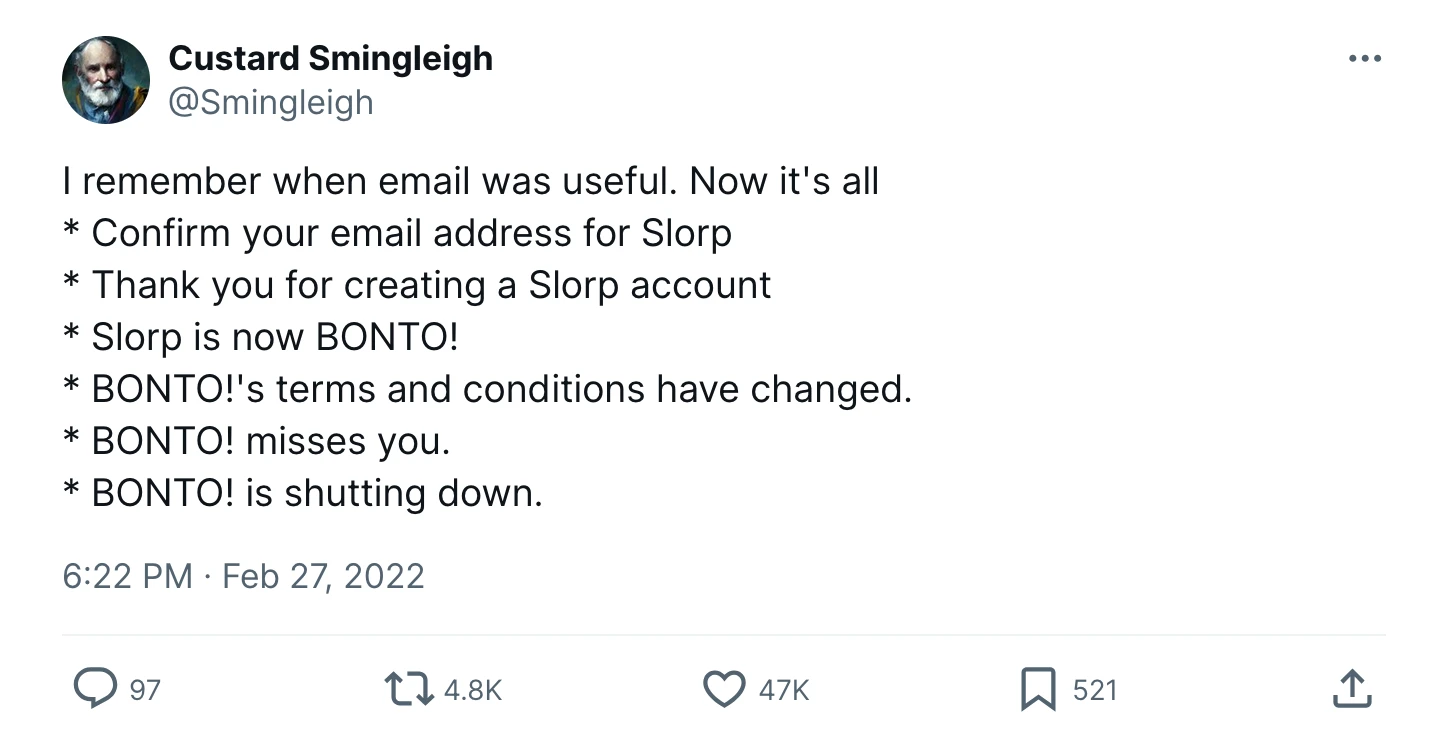 Custard Smingleigh
@Smingleigh
I remember when email was useful. Now it's all
* Confirm your email address for Slorp
* Thank you for creating a Slorp account
* Slorp is now BONTO!
* BONTO!'s terms and conditions have changed.
* BONTO! misses you.
* BONTO! is shutting down.
6:22 PM · Feb 27, 2022
97 4.8K 47K 521